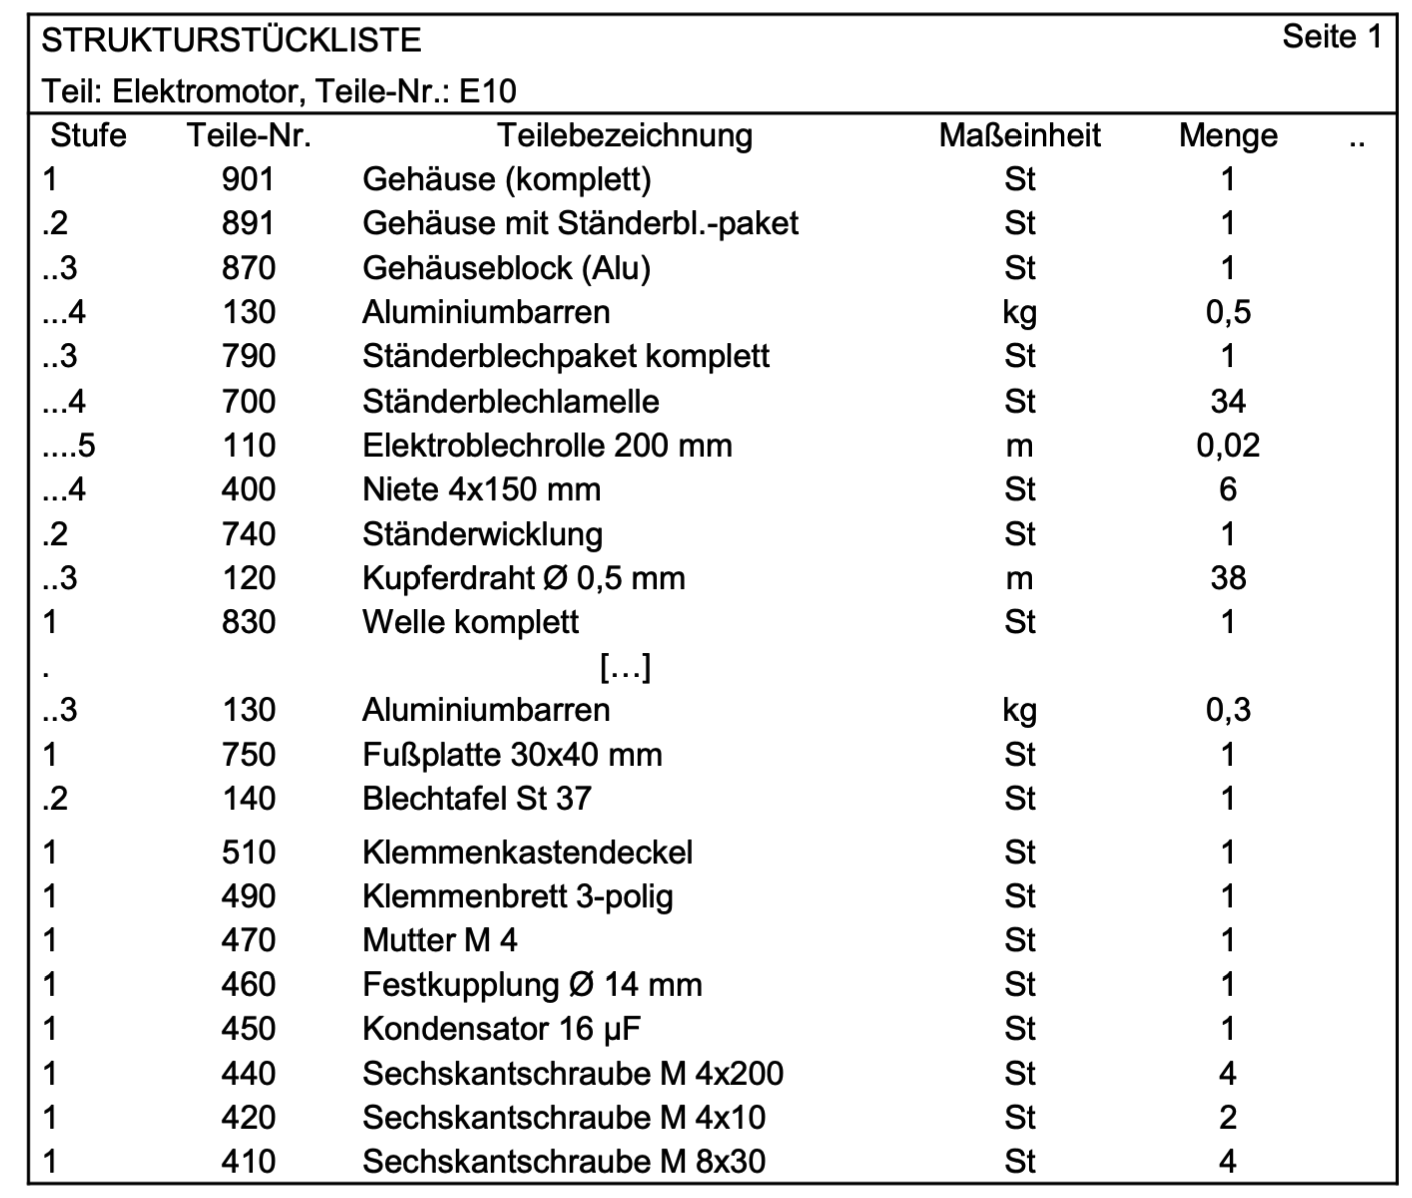 STRUKTURSTÜCKLISTE Seite 1
Teil: Elektromotor, Teile-Nr.: E10
Stufe Teile-Nr. Teilebezeichnung Maßeinheit Menge ..
1 901 Gehäuse (komplett) St 1
.2 891 Gehäuse mit Ständerbl.-paket St 1
..3 870 Gehäuseblock (Alu) St 1
...4 130 Aluminiumbarren kg 0,5
..3 790 Ständerblechpaket komplett St 1
...4 700 Ständerblechlamelle St 34
....5 110 Elektroblechrolle 200 mm m 0,02
...4 400 Niete 4x150 mm St 6
.2 740 Ständerwicklung St 1
..3 120 Kupferdraht Ø 0,5 mm m 38
1 830 Welle komplett St 1
. [...]
..3 130 Aluminiumbarren kg 0,3
1 750 Fußplatte 30x40 mm St 1
.2 140 Blechtafel St 37 St 1
1 510 Klemmenkastendeckel St 1
1 490 Klemmenbrett 3-polig St 1
1 470 Mutter M 4 St 1
1 460 Festkupplung Ø 14 mm St 1
1 450 Kondensator 16 µF St 1
1 440 Sechskantschraube M 4x200 St 4
1 420 Sechskantschraube M 4x10 St 2
1 410 Sechskantschraube M 8x30 St 4